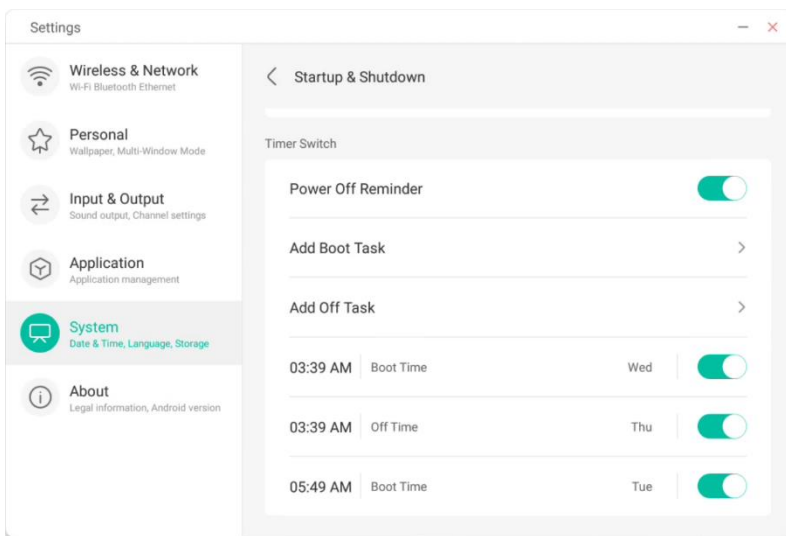 Settings
Wireless & Network
Wi-Fi Bluetooth Ethernet
Personal
Wallpaper, Multi-Window Mode
Input & Output
Sound output, Channel settings
Application
Application management
System
Date & Time, Language, Storage
About
Legal information, Android version
Startup & Shutdown
Timer Switch
Power Off Reminder
Add Boot Task
Add Off Task
03:39 AM Boot Time Wed
03:39 AM Off Time Thu
05:49 AM Boot Time Tue